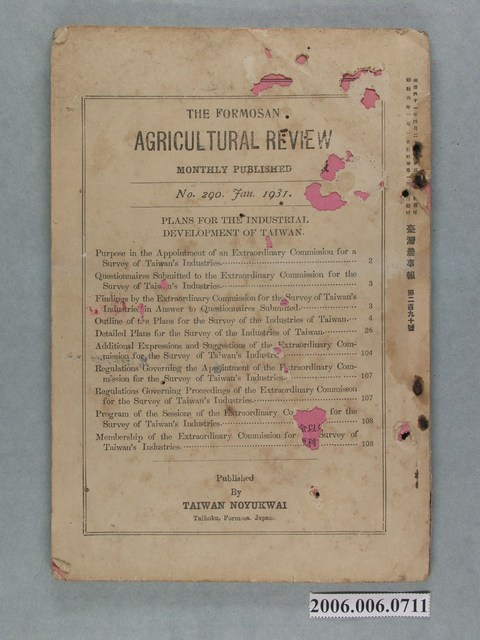 THE FORMOSAN
AGRICULTURAL REVIEW
MONTHLY PUBLISHED
No. 290. Jan. 1931.
PLANS FOR THE INDUSTRIAL
DEVELOPMENT OF TAIWAN.
Purpose in the Appointment of an Extraordinary Commission for a
Survey of Taiwan's Industries. 2
Questionnaires Submitted to the Extraordinary Commission for the
Survey of Taiwan's Industries. 3
Findings by the Extraordinary Commission for the Survey of Taiwan's
Industries in Answer to Questionnaires Submitted. 3
Outline of the Plans for the Survey of the Industries of Taiwan. 4
Detailed Plans for the Survey of the Industries of Taiwan. 26
Additional Expressions and Suggestions of the Extraordinary Com-
mission for the Survey of Taiwan's Industries. 104
Regulations Governing the Appointment of the Extraordinary Com-
mission for the Survey of Taiwan's Industries. 107
Regulations Governing Proceedings of the Extraordinary Commisson
for the Survey of Taiwan's Industries. 107
Program of the Sessions of the Extraordinary Co for the
Survey of Taiwan's Industries. 108
Membership of the Extraordinary Commission for Survey of
Taiwan's Industries. 108
Published
By
TAIWAN NOYUKWAI
Taihoku, Formosa, Japan.
臺灣農事報 第二百九十號
2006.006.0711